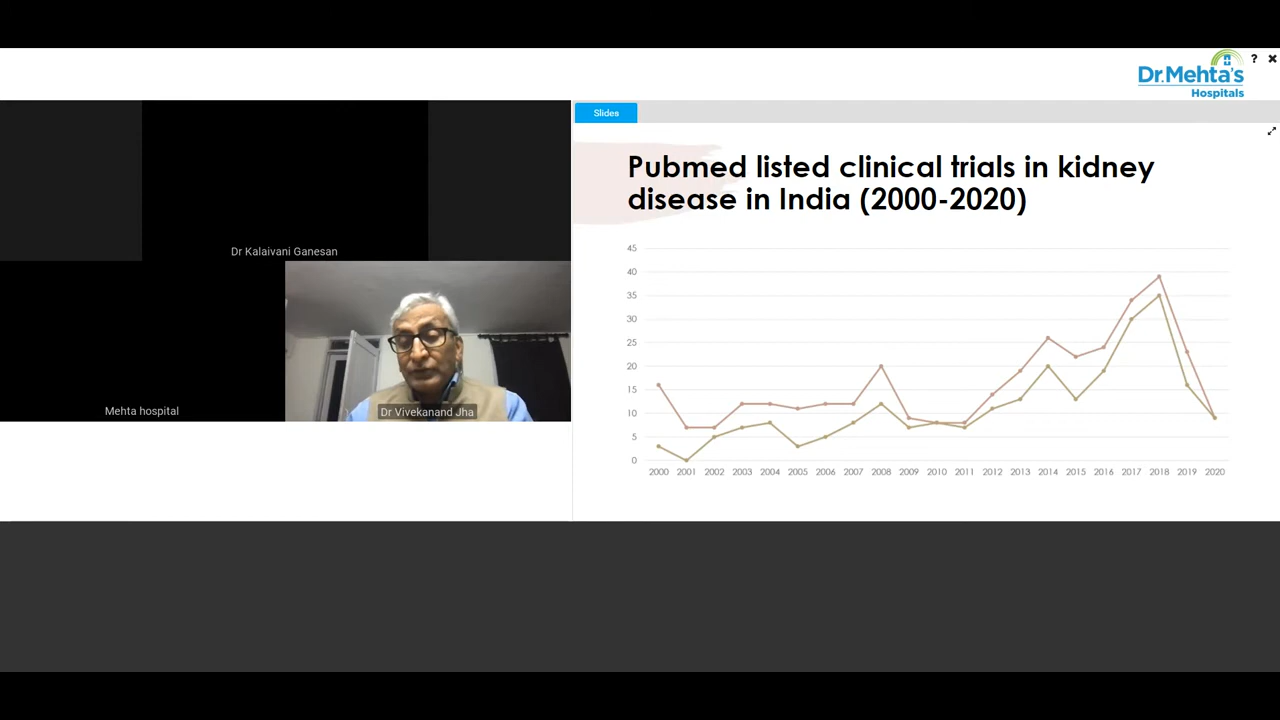 Dr.Mehta's
Hospitals
?
Slides
Pubmed listed clinical trials in kidney
disease in India (2000-2020)
45
40
35
30
25
20
15
10
5
0
2000 2001 2002 2003 2004 2005 2006 2007 2008 2009 2010 2011 2012 2013 2014 2015 2016 2017 2018 2019 2020
Dr Kalaivani Ganesan
Mehta hospital
Dr Vivekanand Jha